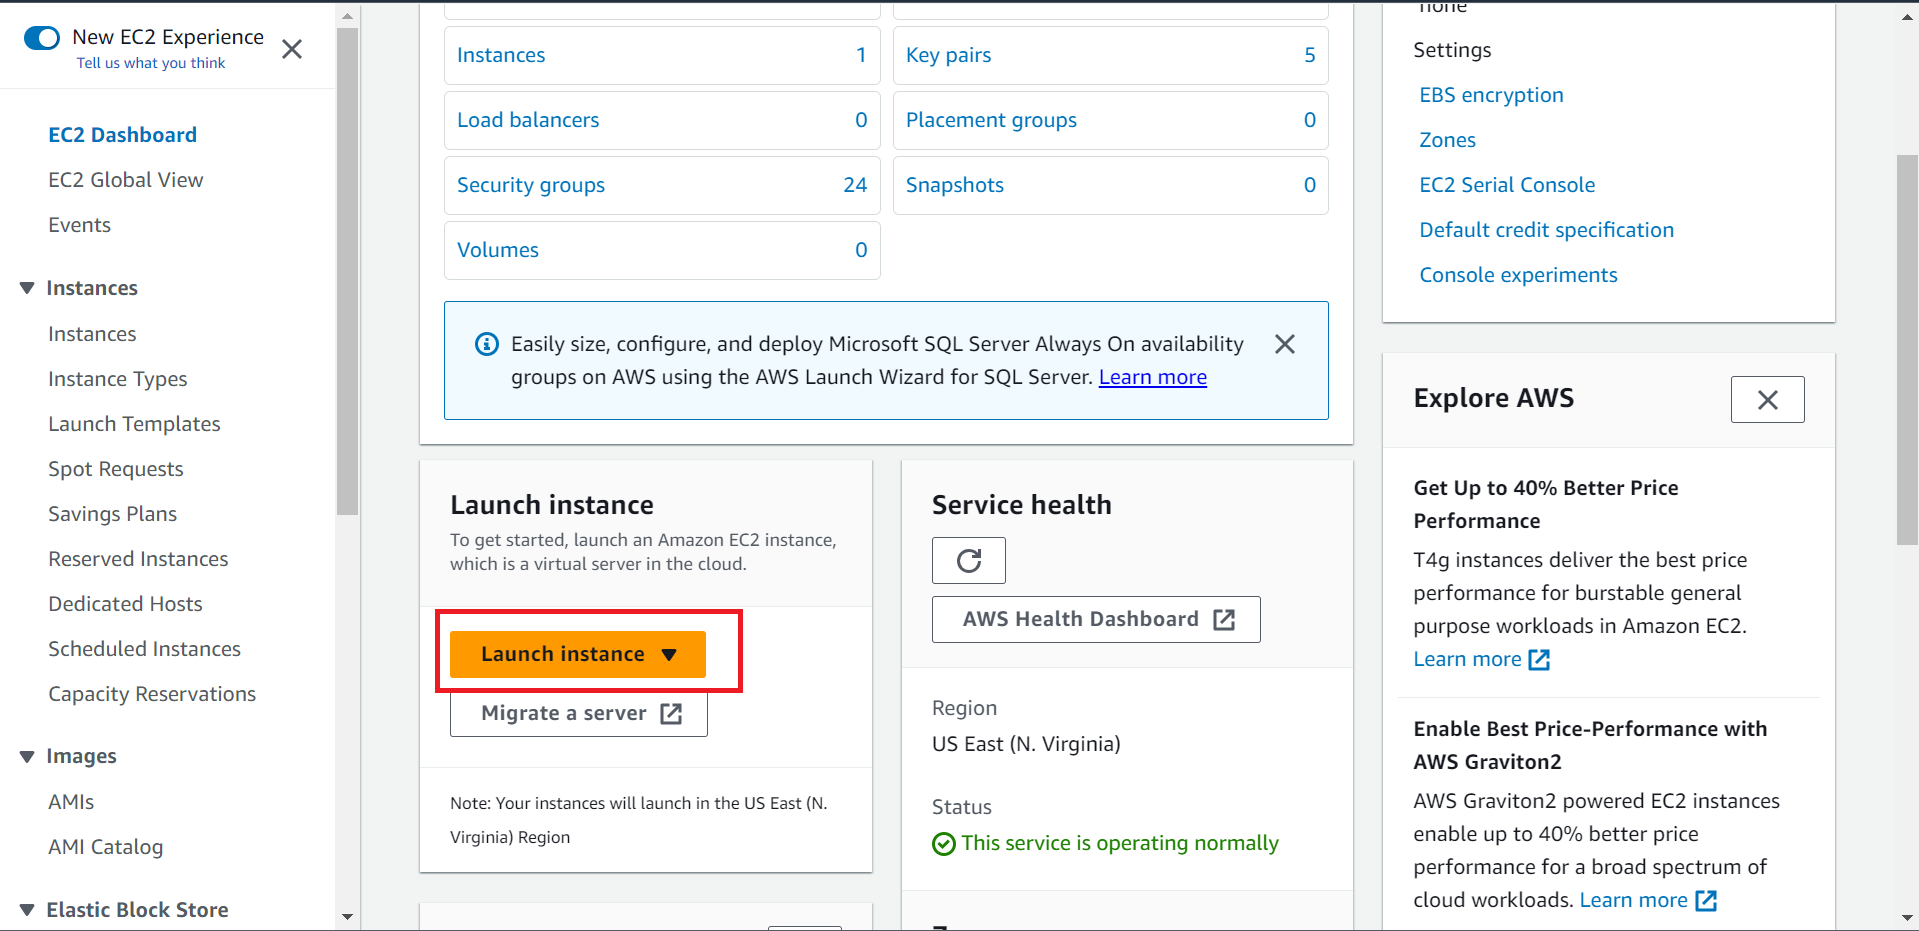 New EC2 Experience
Tell us what you think
EC2 Dashboard
EC2 Global View
Events
Instances
Instances
Instance Types
Launch Templates
Spot Requests
Savings Plans
Reserved Instances
Dedicated Hosts
Scheduled Instances
Capacity Reservations
Images
AMIs
AMI Catalog
Elastic Block Store
Instances 1
Key pairs 5
Load balancers 0
Placement groups 0
Security groups 24
Snapshots 0
Volumes 0
Easily size, configure, and deploy Microsoft SQL Server Always On availability
groups on AWS using the AWS Launch Wizard for SQL Server. Learn more
Launch instance
To get started, launch an Amazon EC2 instance,
which is a virtual server in the cloud.
Launch instance
Migrate a server
Note: Your instances will launch in the US East (N.
Virginia) Region
Service health
AWS Health Dashboard
Region
US East (N. Virginia)
Status
This service is operating normally
none
Settings
EBS encryption
Zones
EC2 Serial Console
Default credit specification
Console experiments
Explore AWS
Get Up to 40% Better Price
Performance
T4g instances deliver the best price
performance for burstable general
purpose workloads in Amazon EC2.
Learn more
Enable Best Price-Performance with
AWS Graviton2
AWS Graviton2 powered EC2 instances
enable up to 40% better price
performance for a broad spectrum of
cloud workloads. Learn more